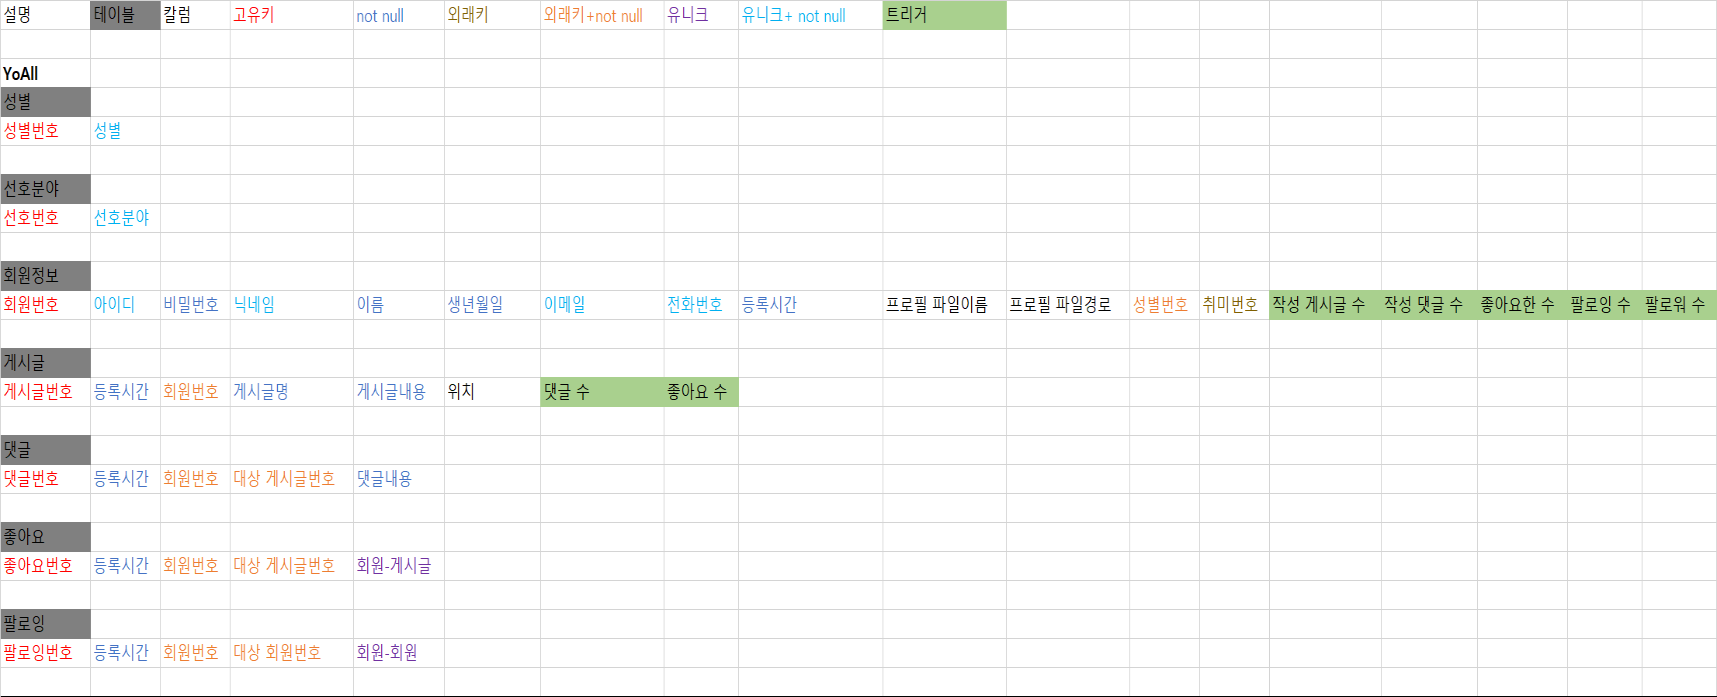 설명 테이블 칼럼 고유키 not null 외래키 외래키+not null 유니크 유니크+ not null 트리거
YoAll
성별
성별번호 성별
선호분야
선호번호 선호분야
회원정보
회원번호 아이디 비밀번호 닉네임 이름 생년월일 이메일 전화번호 등록시간 프로필 파일이름 프로필 파일경로 성별번호 취미번호 작성 게시글 수 작성 댓글 수 좋아요한 수 팔로잉 수 팔로워 수
게시글
게시글번호 등록시간 회원번호 게시글명 게시글내용 위치 댓글 수 좋아요 수
댓글
댓글번호 등록시간 회원번호 대상 게시글번호 댓글내용
좋아요
좋아요번호 등록시간 회원번호 대상 게시글번호 회원-게시글
팔로잉
팔로잉번호 등록시간 회원번호 대상 회원번호 회원-회원